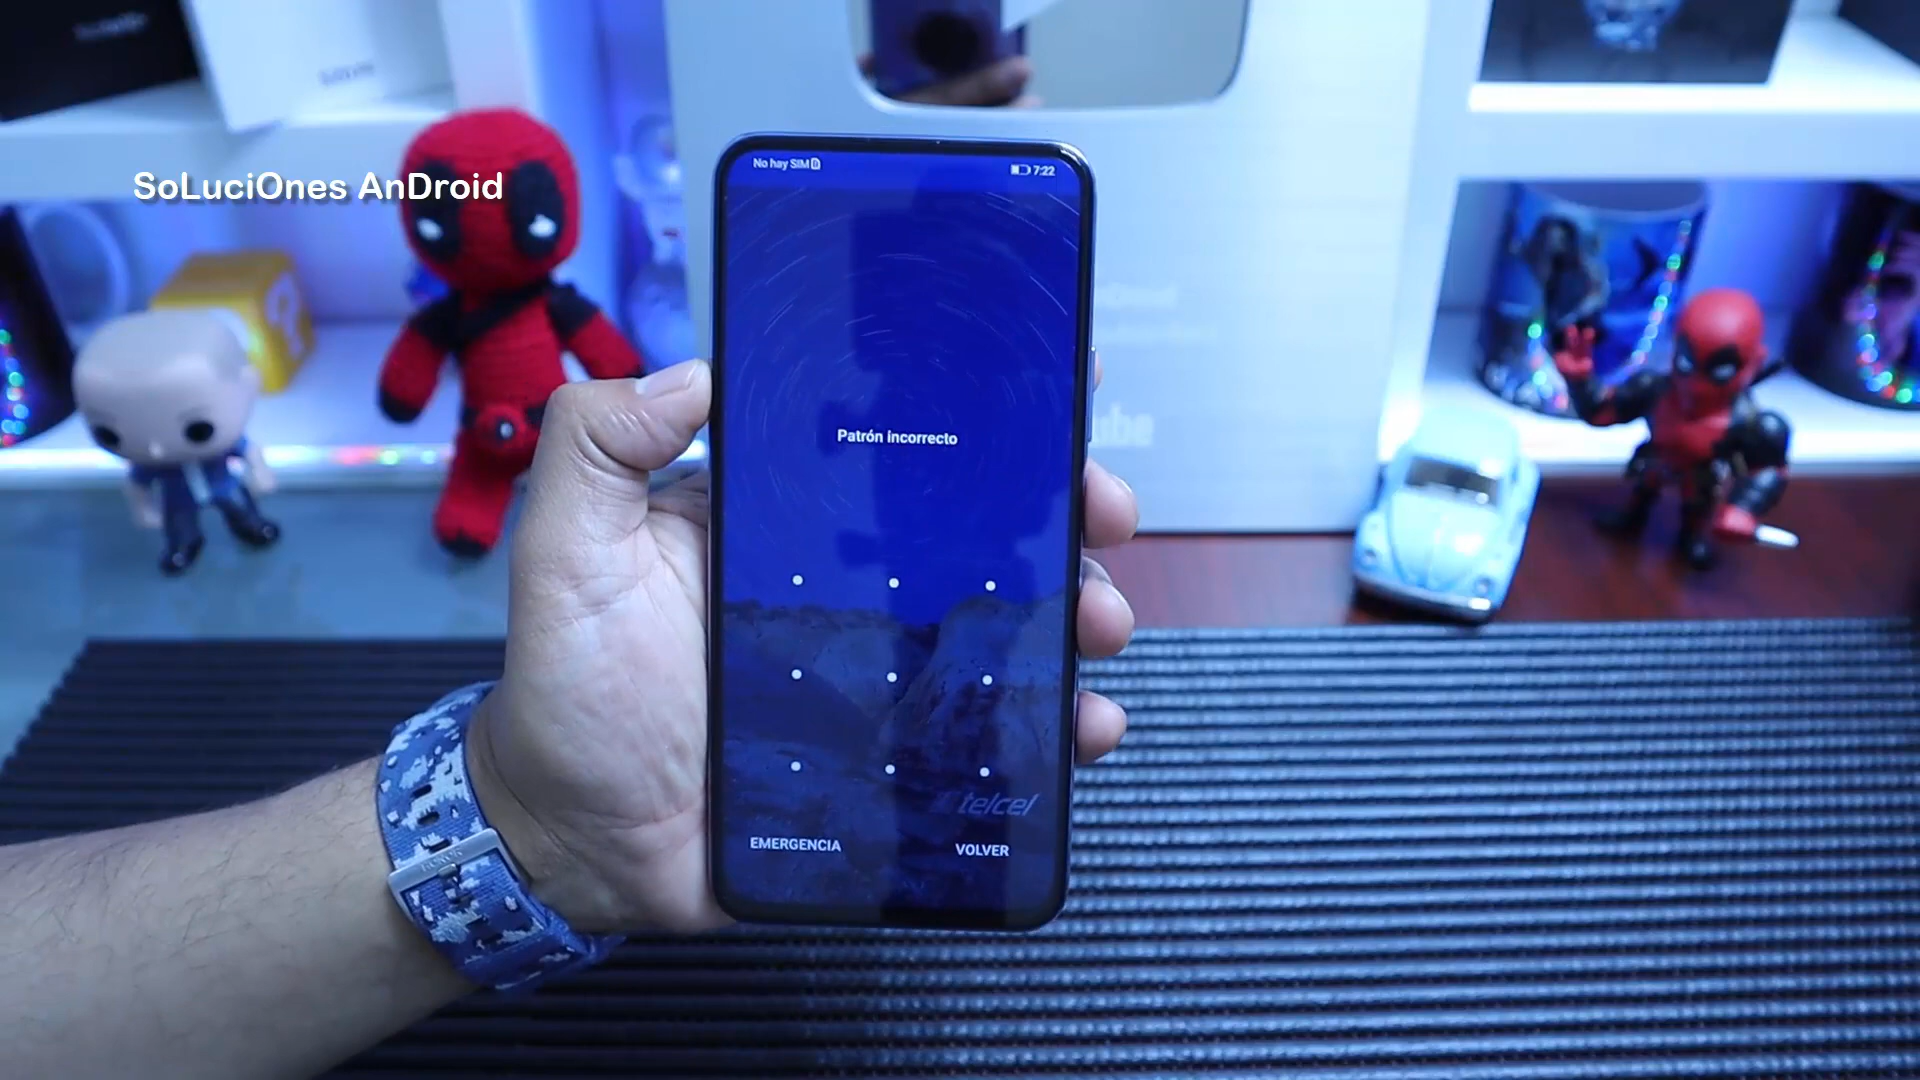 SoLuciOnes AnDroid
No hay SIM
7:22
Patrón incorrecto
telcel
EMERGENCIA
VOLVER